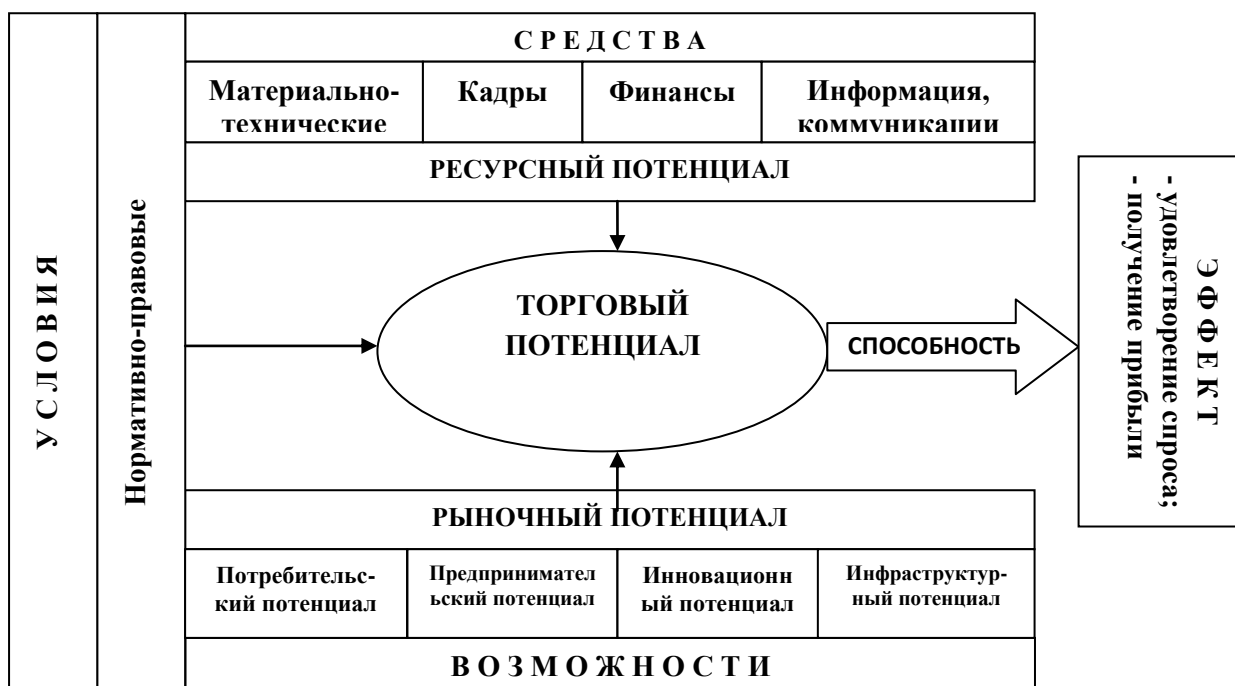 У С Л О В И Я
Нормативно-правовые
С Р Е Д С Т В А
Материально-
технические
Кадры
Финансы
Информация,
коммуникации
РЕСУРСНЫЙ ПОТЕНЦИАЛ
ТОРГОВЫЙ
ПОТЕНЦИАЛ
СПОСОБНОСТЬ
Э Ф Ф Е К Т
- удовлетворение спроса;
- получение прибыли
РЫНОЧНЫЙ ПОТЕНЦИАЛ
Потребительс-
кий потенциал
Предпринимател
ьский потенциал
Инновационн
ый потенциал
Инфраструктур-
ный потенциал
В О З М О Ж Н О С Т И